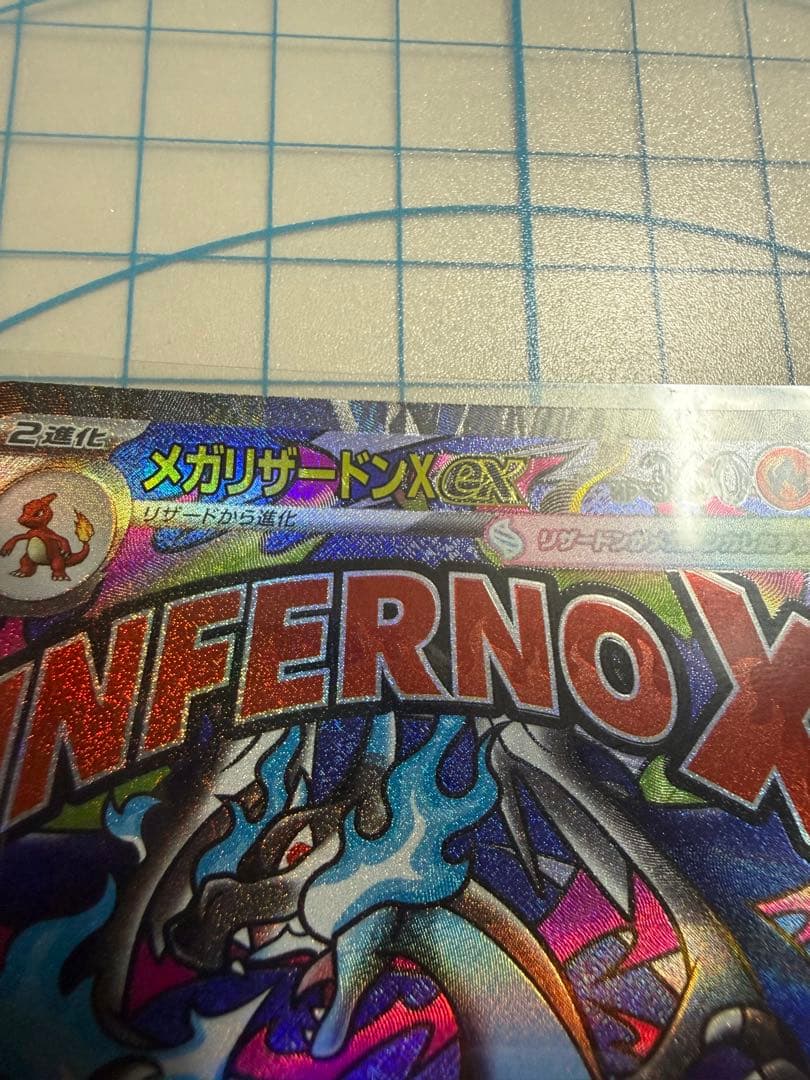 2進化
メガリザードンXex
360
リザードから進化
INFERNO X